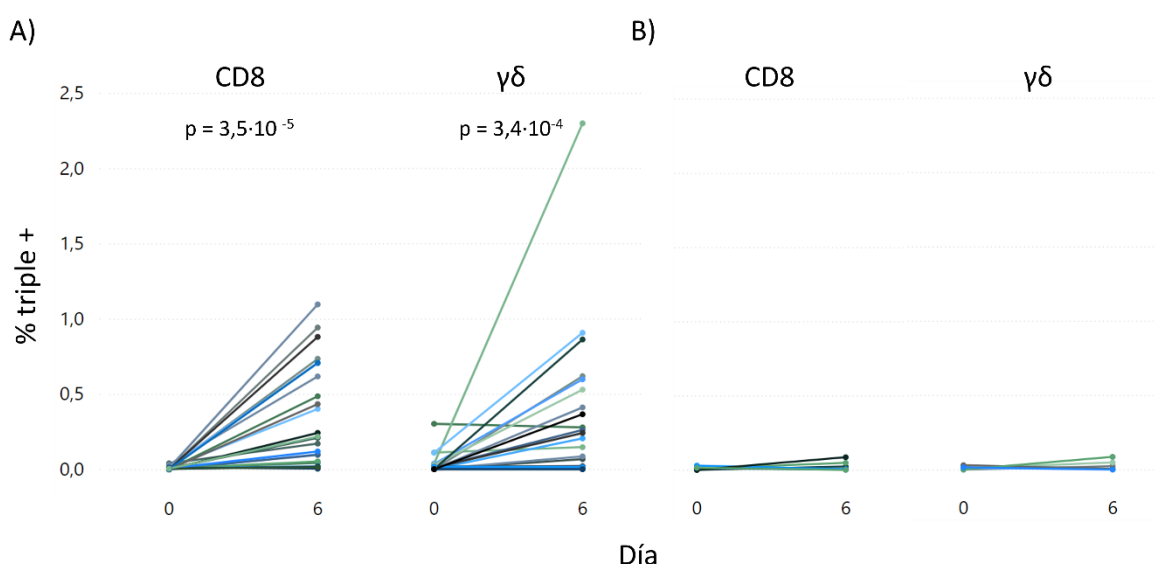 A)
B)
CD8
γδ
CD8
γδ
p = 3,5·10 -5
p = 3,4·10-4
% triple +
2,5
2,0
1,5
1,0
0,5
0,0
0 6 0 6 0 6 0 6
Día